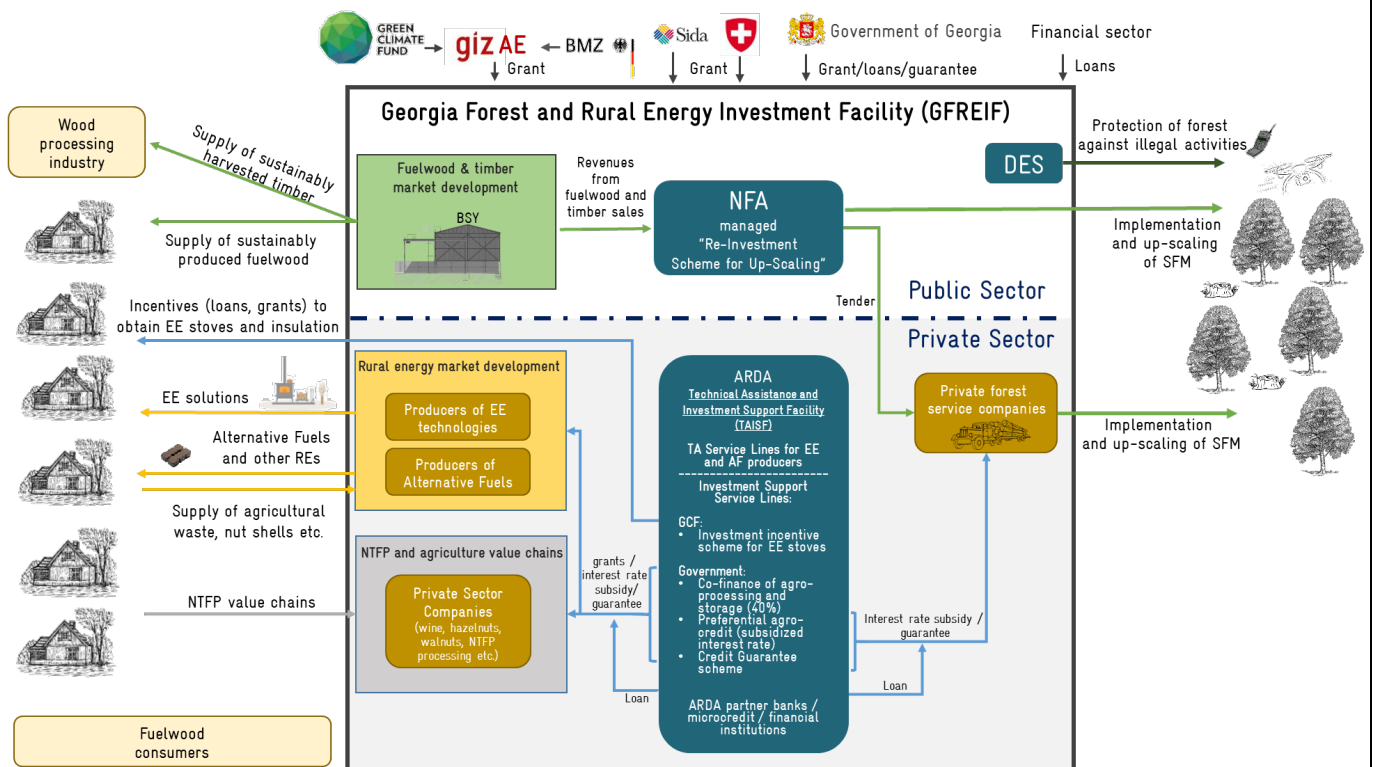 GREEN
CLIMATE
FUND
giz AE
BMZ
Sida
Government of Georgia
Financial sector
Grant
Grant
Grant/loans/guarantee
Loans
Georgia Forest and Rural Energy Investment Facility (GFREIF)
Wood
processing
industry
Supply of sustainably
harvested timber
Fuelwood & timber
market development
BSY
Revenues
from
fuelwood and
timber sales
NFA
managed
"Re-Investment
Scheme for Up-Scaling"
DES
Protection of forest
against illegal activities
Supply of sustainably
produced fuelwood
Implementation
and up-scaling
of SFM
Tender
Public Sector
Private Sector
Incentives (loans, grants) to
obtain EE stoves and insulation
Rural energy market development
Producers of EE
technologies
Producers of
Alternative Fuels
EE solutions
Alternative Fuels
and other REs
Supply of agricultural
waste, nut shells etc.
ARDA
Technical Assistance and
Investment Support Facility
(TAISF)
TA Service Lines for EE
and AF producers
Investment Support
Service Lines:
GCF:
• Investment incentive
scheme for EE stoves
Government:
• Co-finance of agro-
processing and
storage (40%)
• Preferential agro-
credit (subsidized
interest rate)
• Credit Guarantee
scheme
ARDA partner banks /
microcredit / financial
institutions
Private forest
service companies
Implementation
and up-scaling of SFM
NTFP and agriculture value chains
Private Sector
Companies
(wine, hazelnuts,
walnuts, NTFP
processing etc.)
NTFP value chains
grants /
interest rate
subsidy/
guarantee
Loan
Interest rate subsidy /
guarantee
Loan
Fuelwood
consumers